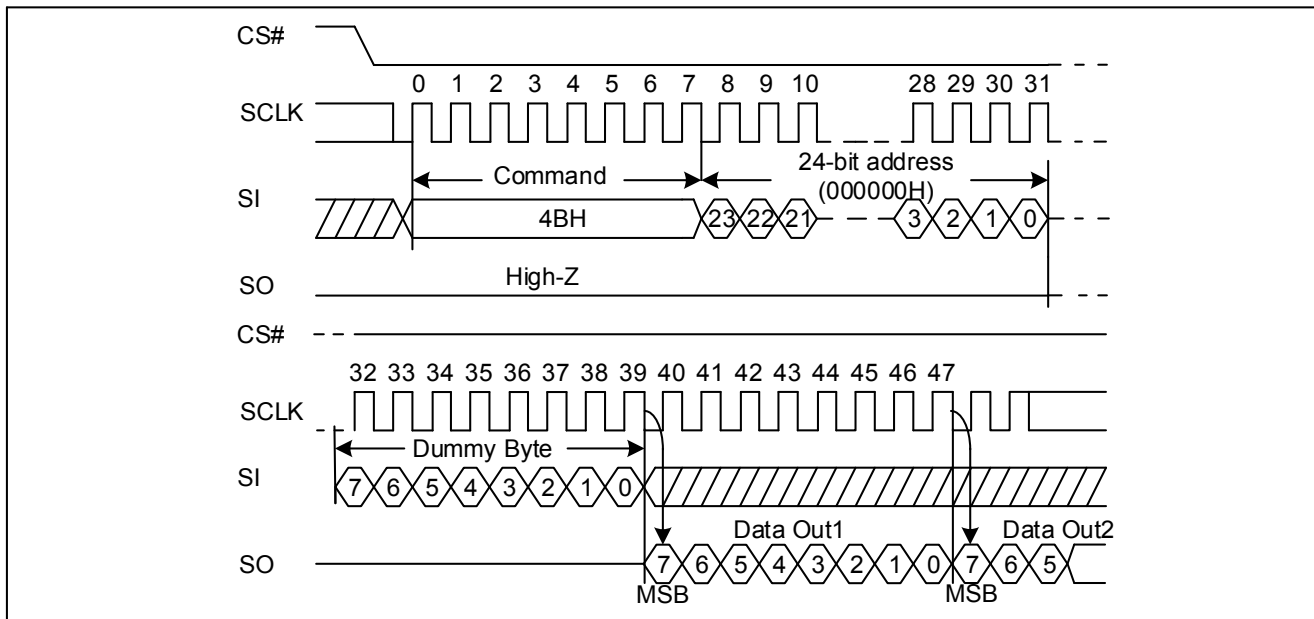 CS#
0 1 2 3 4 5 6 7 8 9 10 28 29 30 31
SCLK
Command
24-bit address
(000000H)
SI
4BH
23 22 21 3 2 1 0
High-Z
SO
CS#
32 33 34 35 36 37 38 39 40 41 42 43 44 45 46 47
SCLK
Dummy Byte
SI
7 6 5 4 3 2 1 0
Data Out1 Data Out2
SO
7 6 5 4 3 2 1 0 7 6 5
MSB MSB